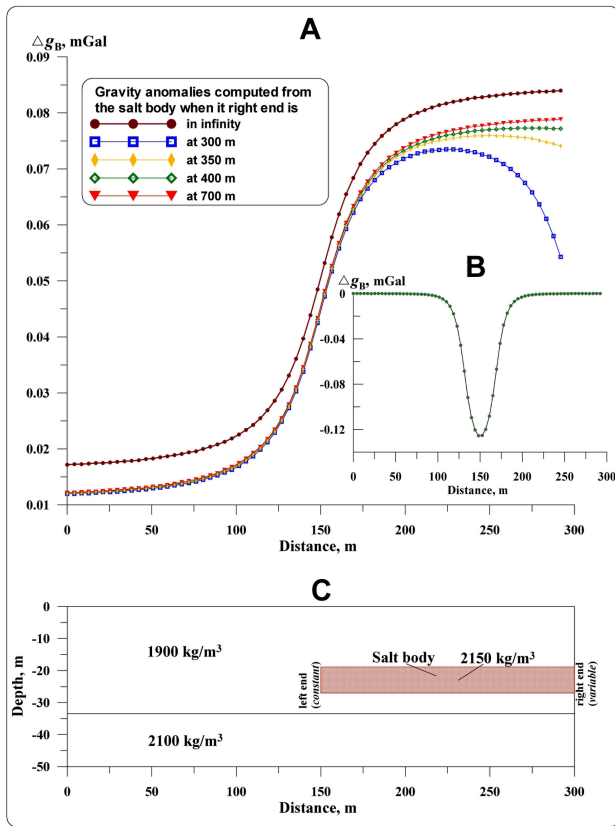 A
△gB, mGal
0.09
0.08
0.07
0.06
0.05
0.04
0.03
0.02
0.01
Gravity anomalies computed from
the salt body when it right end is
in infinity
at 300 m
at 350 m
at 400 m
at 700 m
0 50 100 150 200 250 300
Distance, m
B
△gB, mGal
0
-0.04
-0.08
-0.12
0 50 100 150 200 250 300
Distance, m
C
0
-10
-20
-30
-40
-50
Depth, m
1900 kg/m³
Salt body 2150 kg/m³
left end
(constant)
right end
(variable)
2100 kg/m³
0 50 100 150 200 250 300
Distance, m